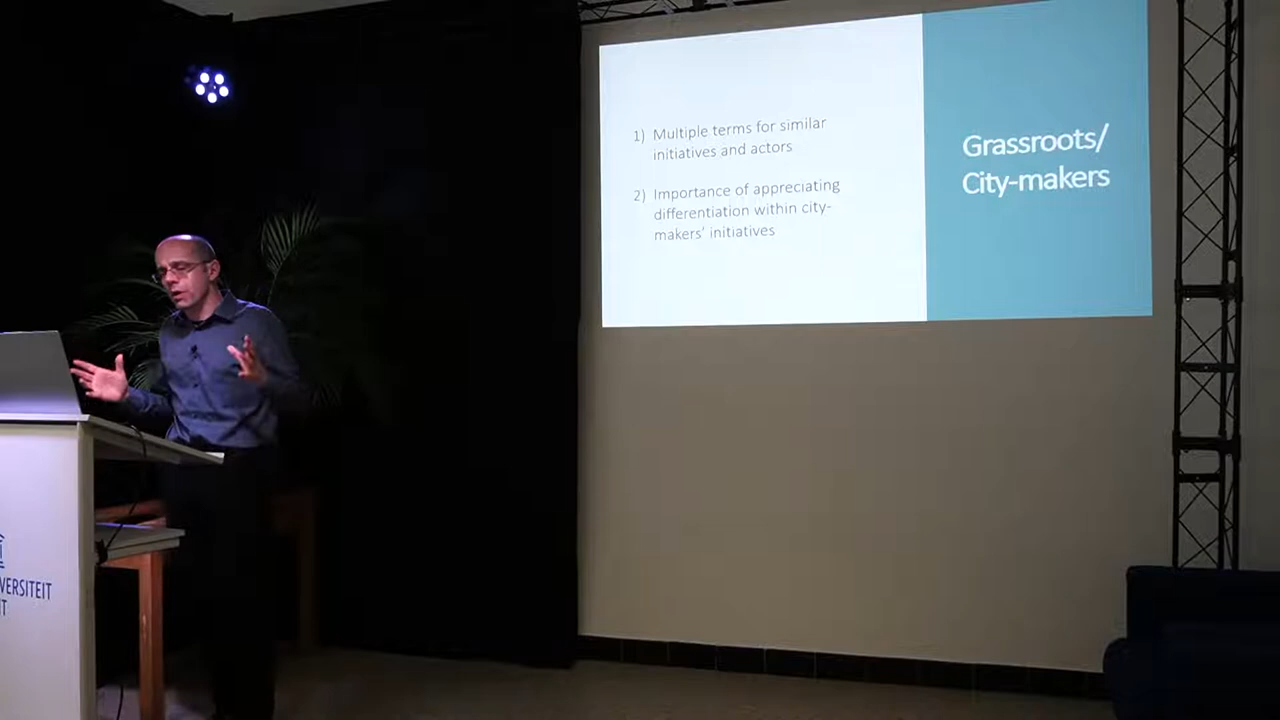 1) Multiple terms for similar
initiatives and actors
2) Importance of appreciating
differentiation within city-
makers' initiatives
Grassroots/
City-makers
VERSITEIT
IT